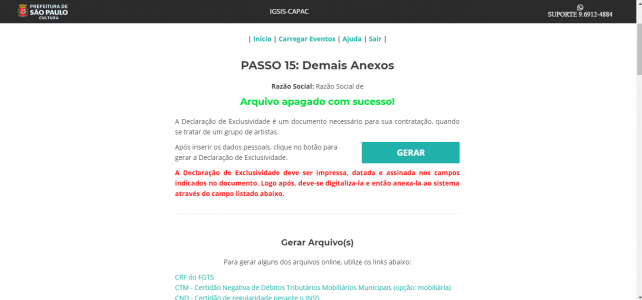 PREFEITURA DE
SÃO PAULO
CULTURA
IGSIS-CAPAC
SUPORTE 9.6912-4884
| Início | Carregar Eventos | Ajuda | Sair |
PASSO 15: Demais Anexos
Razão Social: Razão Social de
Arquivo apagado com sucesso!
A Declaração de Exclusividade é um documento necessário para sua contratação, quando
se tratar de um grupo de artistas.
Após inserir os dados pessoais, clique no botão para
gerar a Declaração de Exclusividade.
GERAR
A Declaração de Exclusividade deve ser impressa, datada e assinada nos campos
indicados no documento. Logo após, deve-se digitaliza-la e então anexa-la ao sistema
através do campo listado abaixo.
Gerar Arquivo(s)
Para gerar alguns dos arquivos online, utilize os links abaixo:
CRF do FGTS
CTM - Certidão Negativa de Débitos Tributários Mobiliários Municipais (opção: mobiliária)
CND - Certidão de regularidade perante o INSS